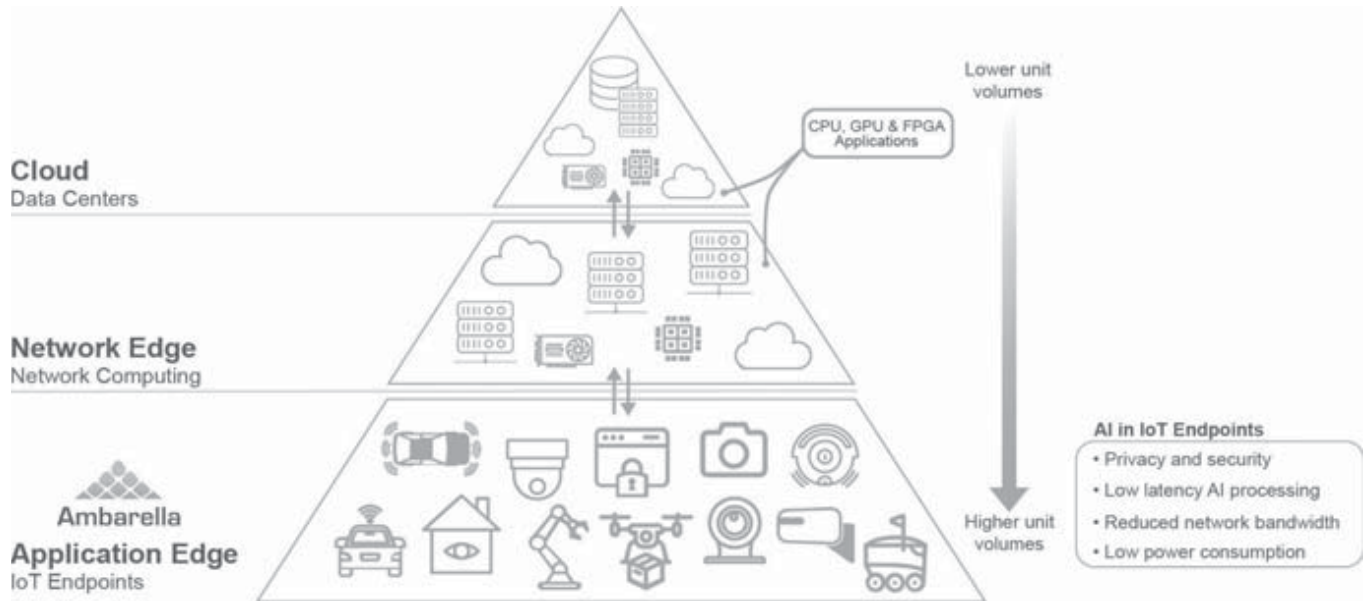 Lower unit
volumes
CPU, GPU & FPGA
Applications
Cloud
Data Centers
Network Edge
Network Computing
Ambarella
Application Edge
IoT Endpoints
Higher unit
volumes
AI in IoT Endpoints
• Privacy and security
• Low latency AI processing
• Reduced network bandwidth
• Low power consumption